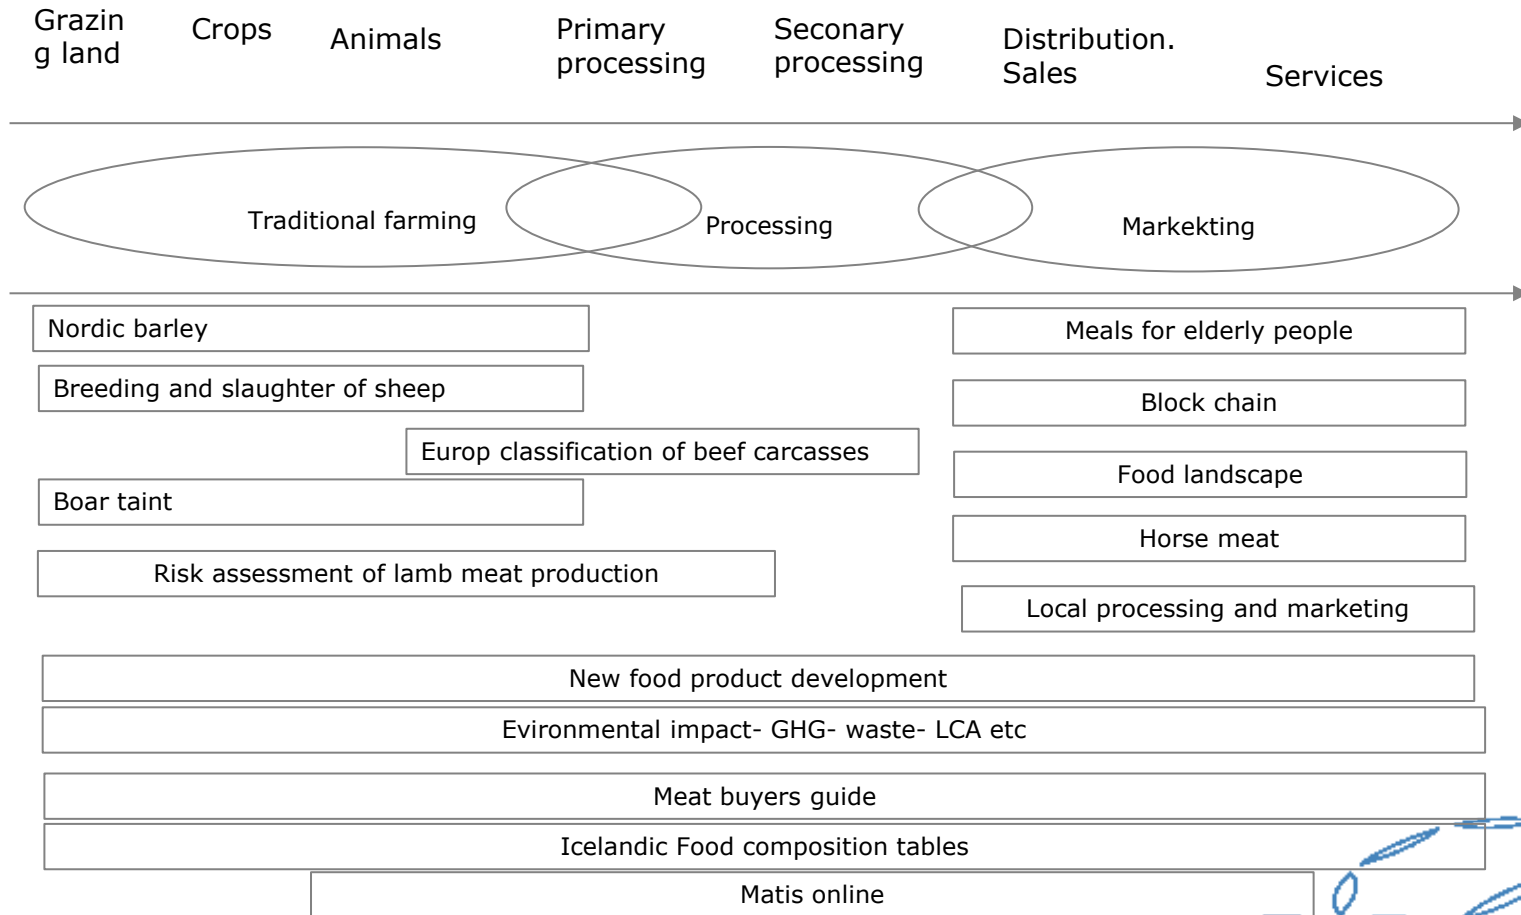 Grazin
g land
Crops
Animals
Primary
processing
Seconary
processing
Distribution.
Sales
Services
Traditional farming
Processing
Markekting
Nordic barley
Meals for elderly people
Breeding and slaughter of sheep
Block chain
Europ classification of beef carcasses
Food landscape
Boar taint
Horse meat
Risk assessment of lamb meat production
Local processing and marketing
New food product development
Evironmental impact- GHG- waste- LCA etc
Meat buyers guide
Icelandic Food composition tables
Matis online